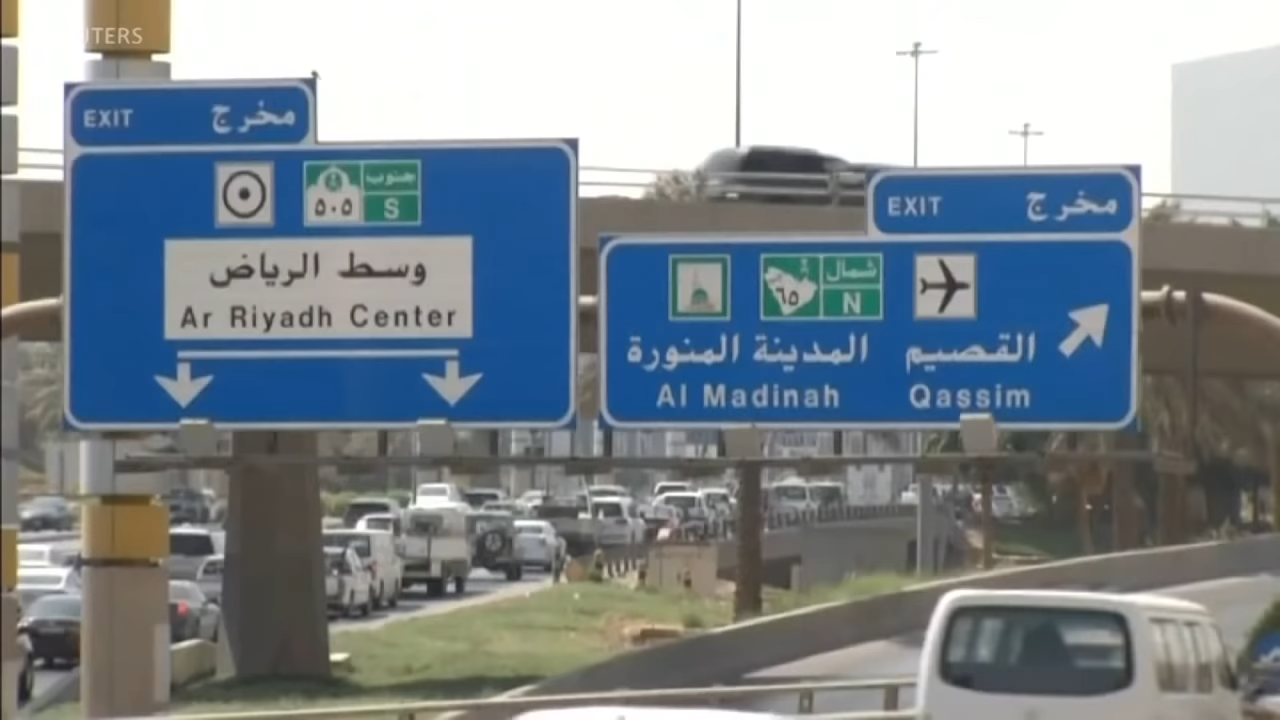 EXIT مخرج
جنوب
٥٠٥ S
وسط الرياض
Ar Riyadh Center
EXIT مخرج
شمال
٦٥ N
المدينة المنورة
Al Madinah
القصيم
Qassim